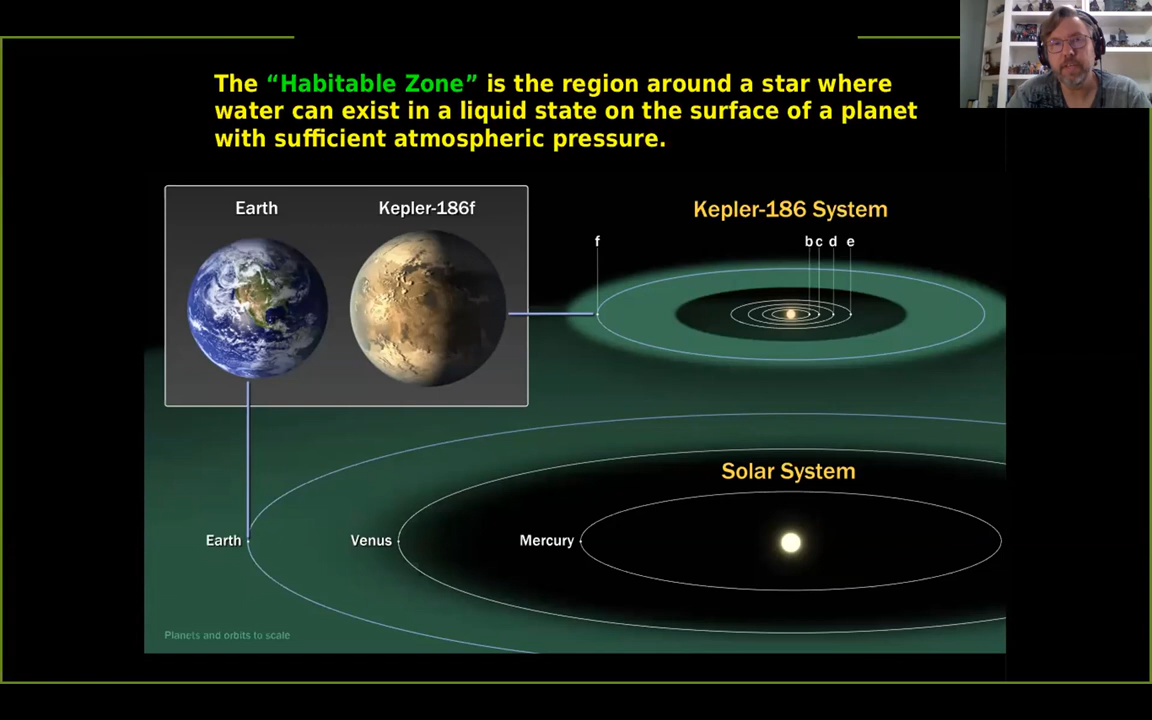 The “Habitable Zone” is the region around a star where
water can exist in a liquid state on the surface of a planet
with sufficient atmospheric pressure.
Earth
Kepler-186f
Kepler-186 System
f
b c d e
Solar System
Earth
Venus
Mercury
Planets and orbits to scale